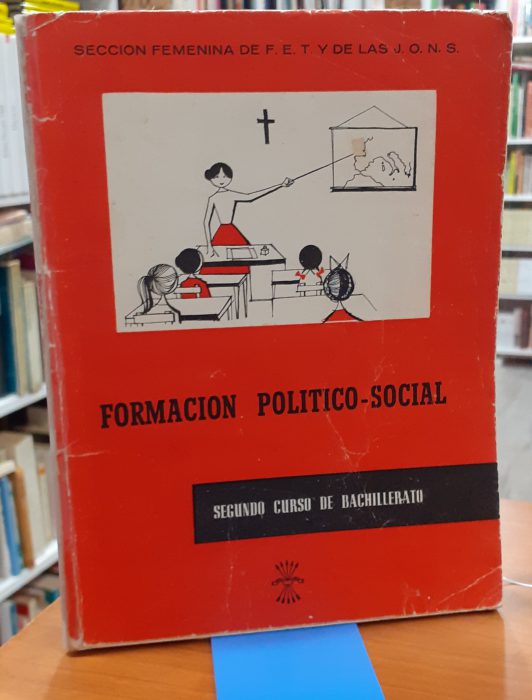 SECCION FEMENINA DE F. E. T. Y DE LAS J. O. N. S.
FORMACION POLITICO-SOCIAL
SEGUNDO CURSO DE BACHILLERATO